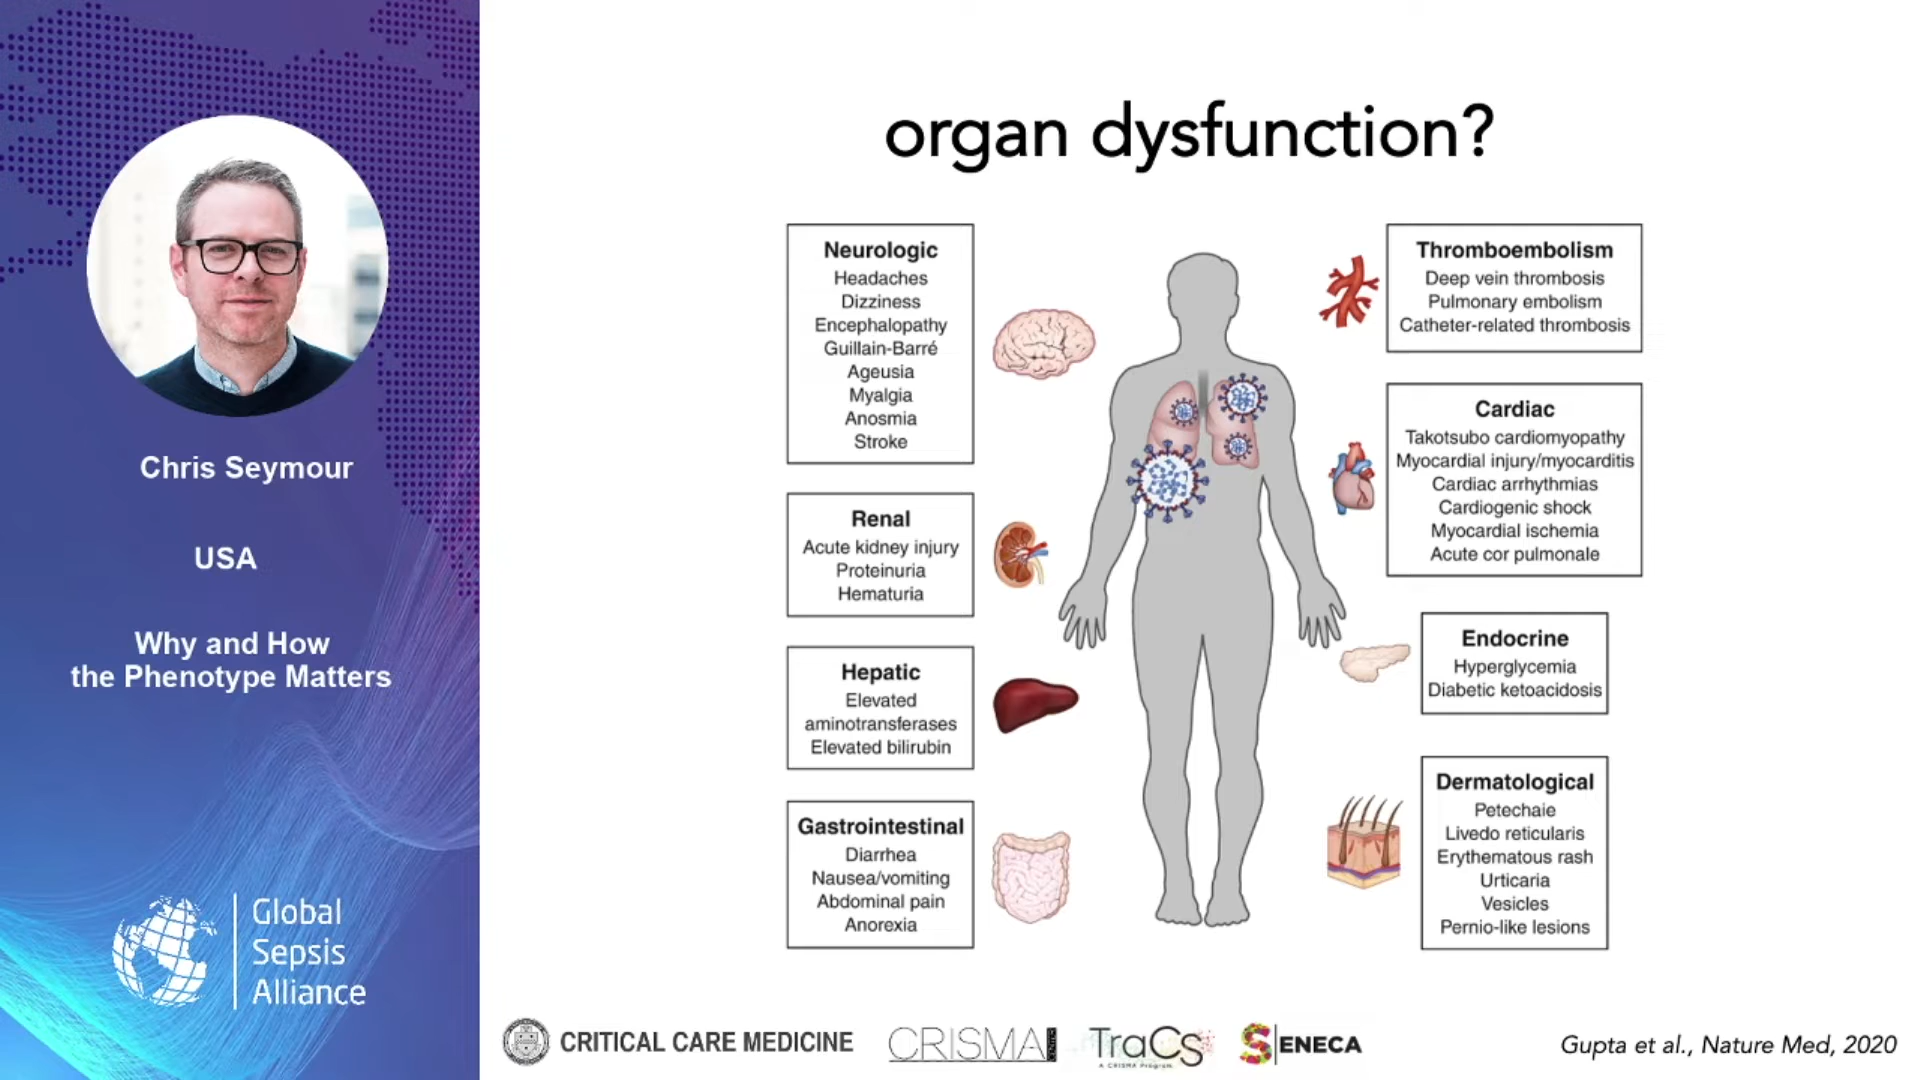 Chris Seymour
USA
Why and How
the Phenotype Matters
Global
Sepsis
Alliance
organ dysfunction?
Neurologic
Headaches
Dizziness
Encephalopathy
Guillain-Barré
Ageusia
Myalgia
Anosmia
Stroke
Renal
Acute kidney injury
Proteinuria
Hematuria
Hepatic
Elevated
aminotransferases
Elevated bilirubin
Gastrointestinal
Diarrhea
Nausea/vomiting
Abdominal pain
Anorexia
Thromboembolism
Deep vein thrombosis
Pulmonary embolism
Catheter-related thrombosis
Cardiac
Takotsubo cardiomyopathy
Myocardial injury/myocarditis
Cardiac arrhythmias
Cardiogenic shock
Myocardial ischemia
Acute cor pulmonale
Endocrine
Hyperglycemia
Diabetic ketoacidosis
Dermatological
Petechaie
Livedo reticularis
Erythematous rash
Urticaria
Vesicles
Pernio-like lesions
CRITICAL CARE MEDICINE
CRISMA
TraCs
A CRISMA Program
SENECA
Gupta et al., Nature Med, 2020